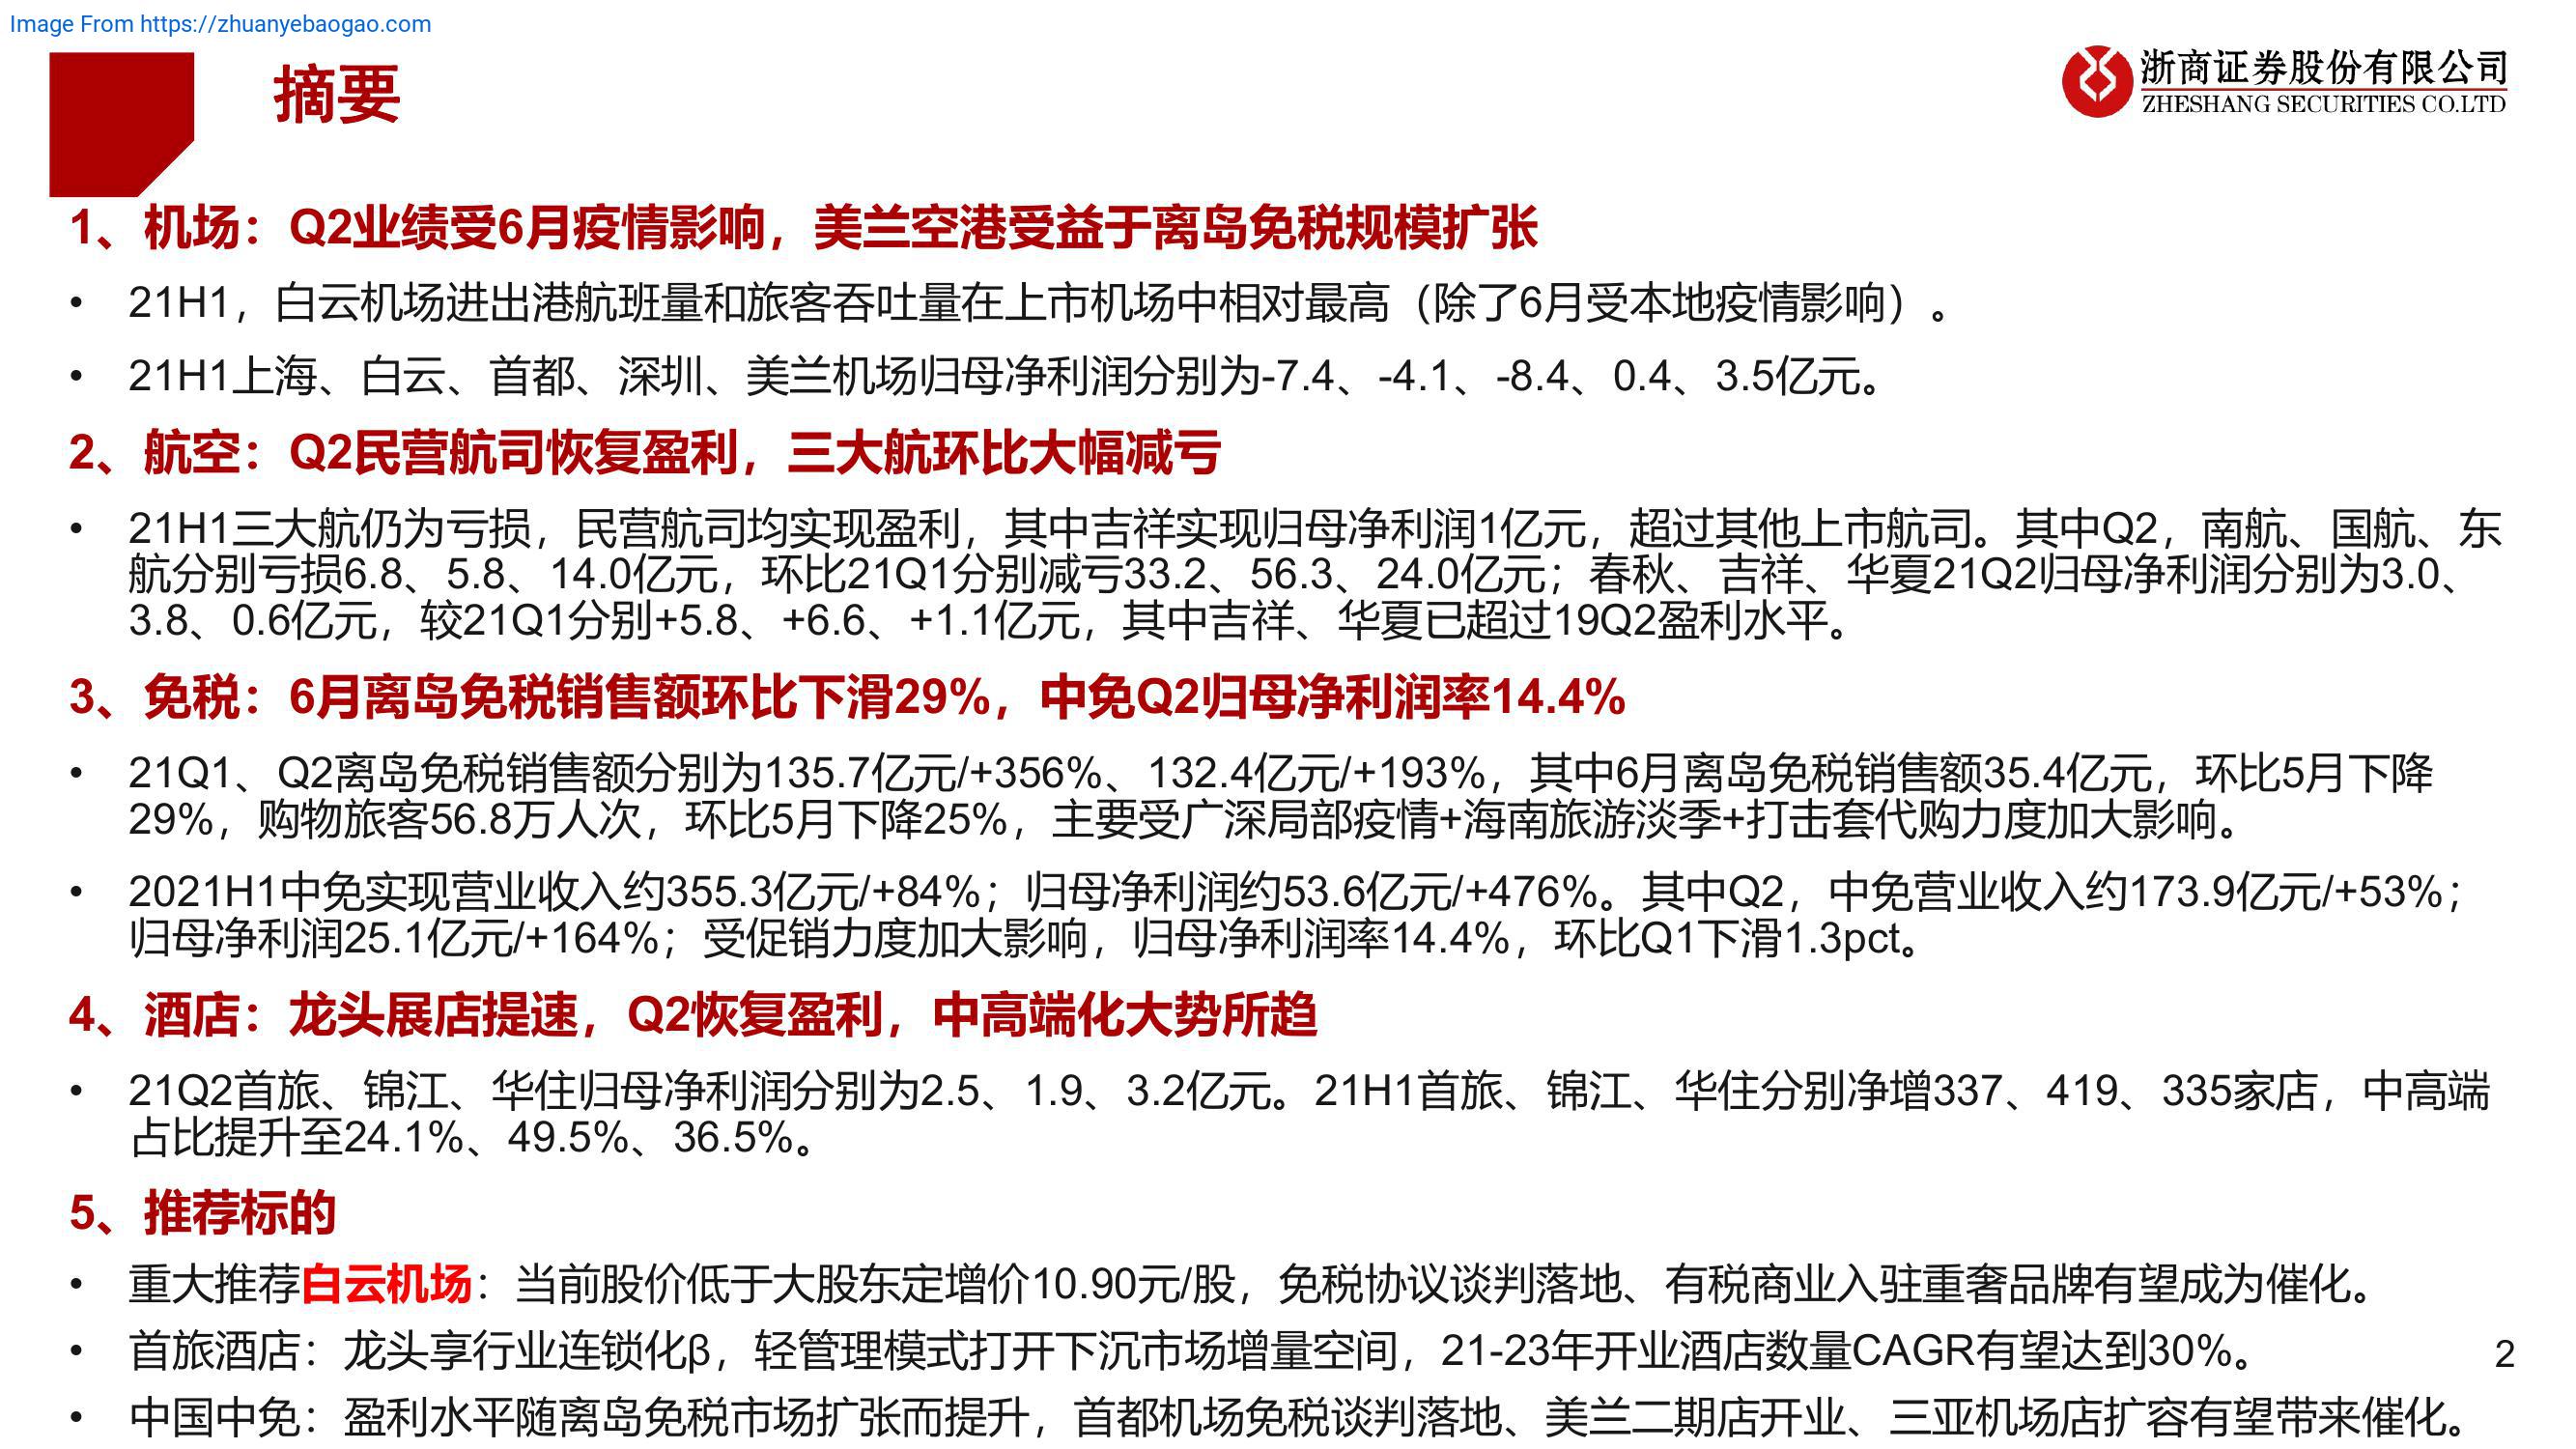 Image From https://zhuanyebaogao.com
摘要
浙商证券股份有限公司
ZHESHANG SECURITIES CO.LTD
1、机场：Q2业绩受6月疫情影响，美兰空港受益于离岛免税规模扩张
• 21H1，白云机场进出港航班量和旅客吞吐量在上市机场中相对最高（除了6月受本地疫情影响）。
• 21H1上海、白云、首都、深圳、美兰机场归母净利润分别为-7.4、-4.1、-8.4、0.4、3.5亿元。
2、航空：Q2民营航司恢复盈利，三大航环比大幅减亏
• 21H1三大航仍为亏损，民营航司均实现盈利，其中吉祥实现归母净利润1亿元，超过其他上市航司。其中Q2，南航、国航、东
航分别亏损6.8、5.8、14.0亿元，环比21Q1分别减亏33.2、56.3、24.0亿元；春秋、吉祥、华夏21Q2归母净利润分别为3.0、
3.8、0.6亿元，较21Q1分别+5.8、+6.6、+1.1亿元，其中吉祥、华夏已超过19Q2盈利水平。
3、免税：6月离岛免税销售额环比下滑29%，中免Q2归母净利润率14.4%
• 21Q1、Q2离岛免税销售额分别为135.7亿元/+356%、132.4亿元/+193%，其中6月离岛免税销售额35.4亿元，环比5月下降
29%，购物旅客56.8万人次，环比5月下降25%，主要受广深局部疫情+海南旅游淡季+打击套代购力度加大影响。
• 2021H1中免实现营业收入约355.3亿元/+84%；归母净利润约53.6亿元/+476%。其中Q2，中免营业收入约173.9亿元/+53%；
归母净利润25.1亿元/+164%；受促销力度加大影响，归母净利润率14.4%，环比Q1下滑1.3pct。
4、酒店：龙头展店提速，Q2恢复盈利，中高端化大势所趋
• 21Q2首旅、锦江、华住归母净利润分别为2.5、1.9、3.2亿元。21H1首旅、锦江、华住分别净增337、419、335家店，中高端
占比提升至24.1%、49.5%、36.5%。
5、推荐标的
• 重大推荐白云机场：当前股价低于大股东定增价10.90元/股，免税协议谈判落地、有税商业入驻重奢品牌有望成为催化。
• 首旅酒店：龙头享行业连锁化β，轻管理模式打开下沉市场增量空间，21-23年开业酒店数量CAGR有望达到30%。
2
• 中国中免：盈利水平随离岛免税市场扩张而提升，首都机场免税谈判落地、美兰二期店开业、三亚机场店扩容有望带来催化。